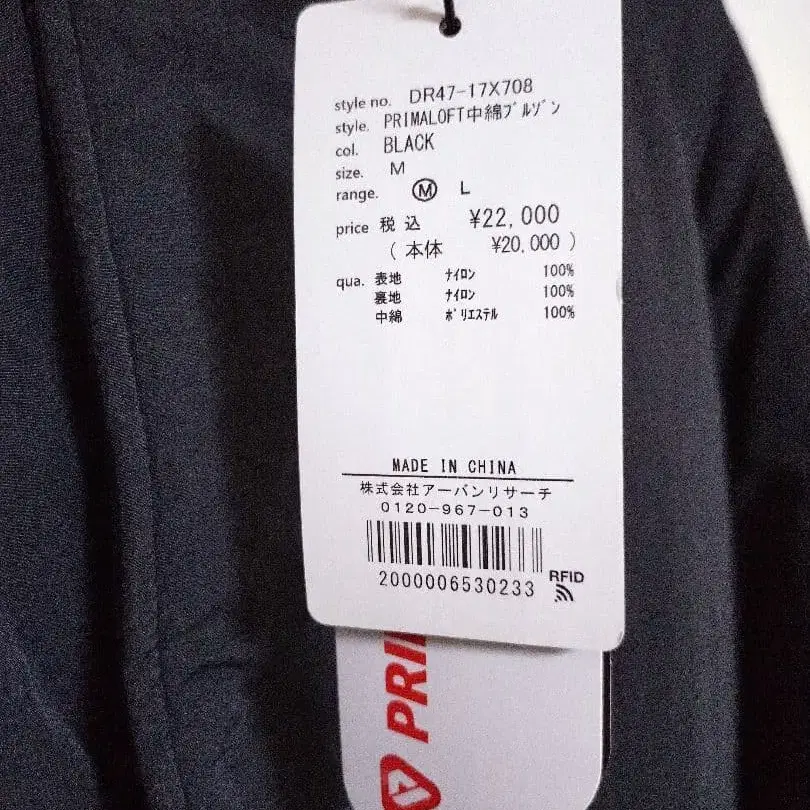 style no. DR47-17X708
style. PRIMALOFT中綿ﾌﾞﾙｿﾞﾝ
col. BLACK
size. M
range. Ⓜ L
price 税込 ¥22,000
( 本体 ¥20,000 )
qua. 表地 ﾅｲﾛﾝ 100%
裏地 ﾅｲﾛﾝ 100%
中綿 ﾎﾟﾘｴｽﾃﾙ 100%
MADE IN CHINA
株式会社アーバンリサーチ
0120-967-013
2000006530233
RFID
PRI